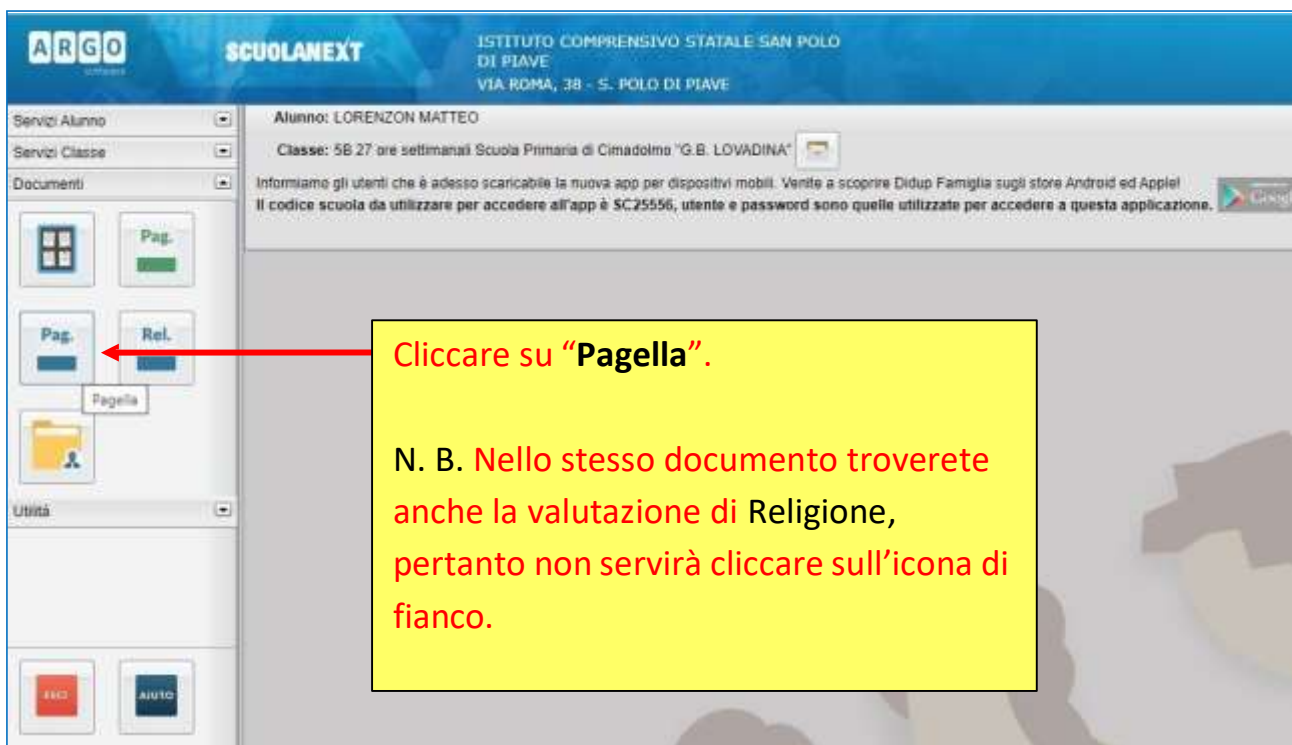 ARGO
software
SCUOLANEXT
ISTITUTO COMPRENSIVO STATALE SAN POLO
DI PIAVE
VIA ROMA, 38 - S. POLO DI PIAVE
Servizi Alunno
Servizi Classe
Documenti
Pag.
Pag.
Rel.
Pagella
Utilità
ESCI
AIUTO
Alunno: LORENZON MATTEO
Classe: 5B 27 ore settimanali Scuola Primaria di Cimadolmo "G.B. LOVADINA"
Informiamo gli utenti che è adesso scaricabile la nuova app per dispositivi mobili. Venite a scoprire Didup Famiglia sugli store Android ed Apple!
Il codice scuola da utilizzare per accedere all'app è SC25556, utente e password sono quelle utilizzate per accedere a questa applicazione.
Cliccare su “Pagella”.
N. B. Nello stesso documento troverete
anche la valutazione di Religione,
pertanto non servirà cliccare sull’icona di
fianco.